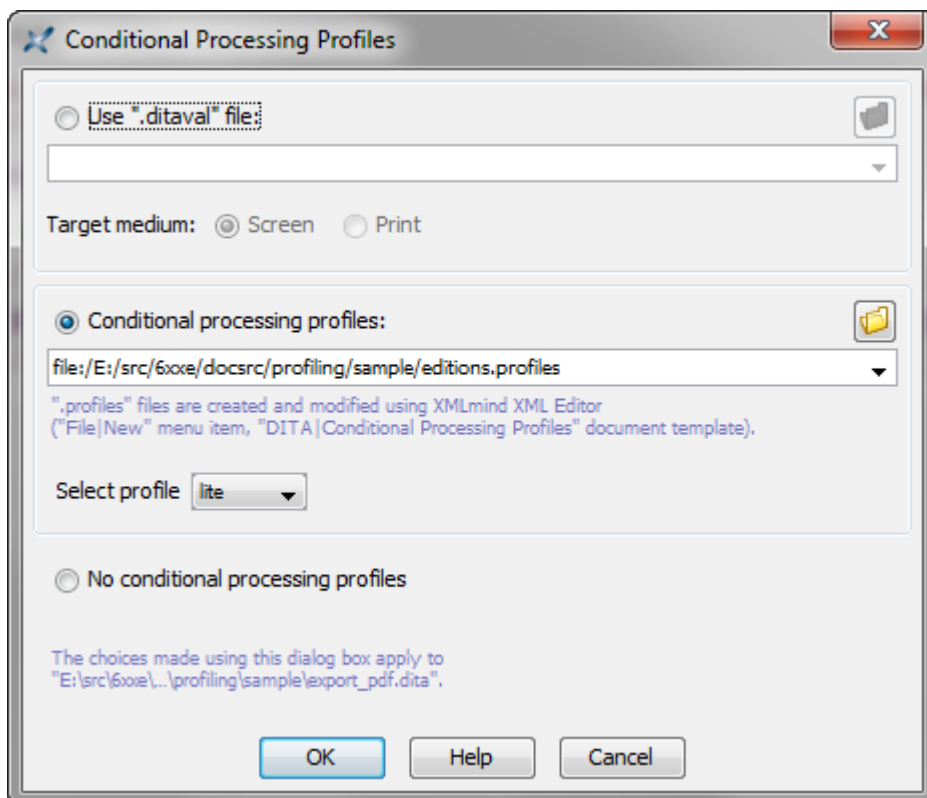 Conditional Processing Profiles
Use ".ditaval" file:
Target medium: Screen Print
Conditional processing profiles:
file:/E:/src/6xxe/docsrc/profiling/sample/editions.profiles
".profiles" files are created and modified using XMLmind XML Editor
("File|New" menu item, "DITA|Conditional Processing Profiles" document template).
Select profile lite
No conditional processing profiles
The choices made using this dialog box apply to
"E:\src\6xxe\...\profiling\sample\export_pdf.dita".
OK Help Cancel